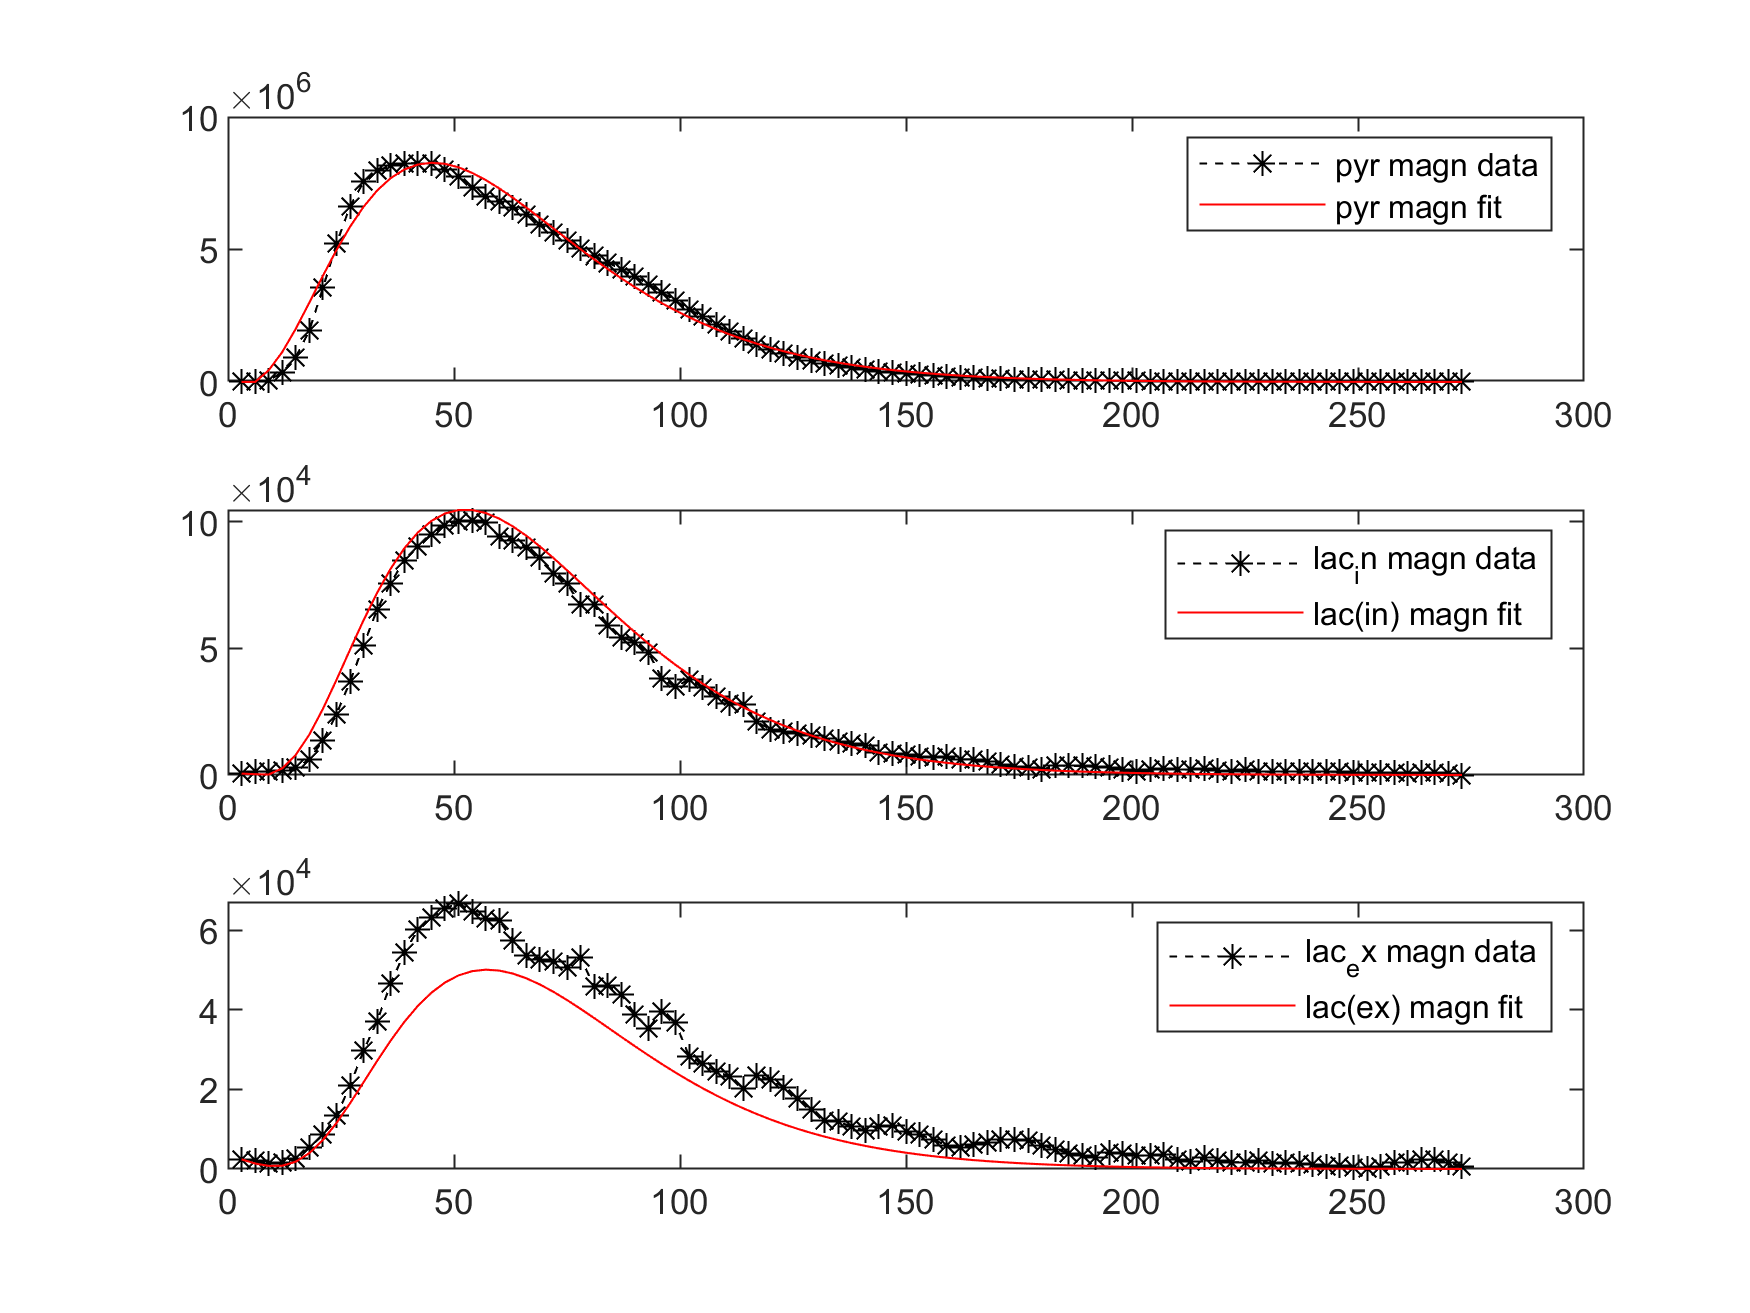 ×10^6
10
5
0
0 50 100 150 200 250 300
pyr magn data
pyr magn fit
×10^4
10
5
0
0 50 100 150 200 250 300
lac_in magn data
lac(in) magn fit
×10^4
6
4
2
0
0 50 100 150 200 250 300
lac_ex magn data
lac(ex) magn fit